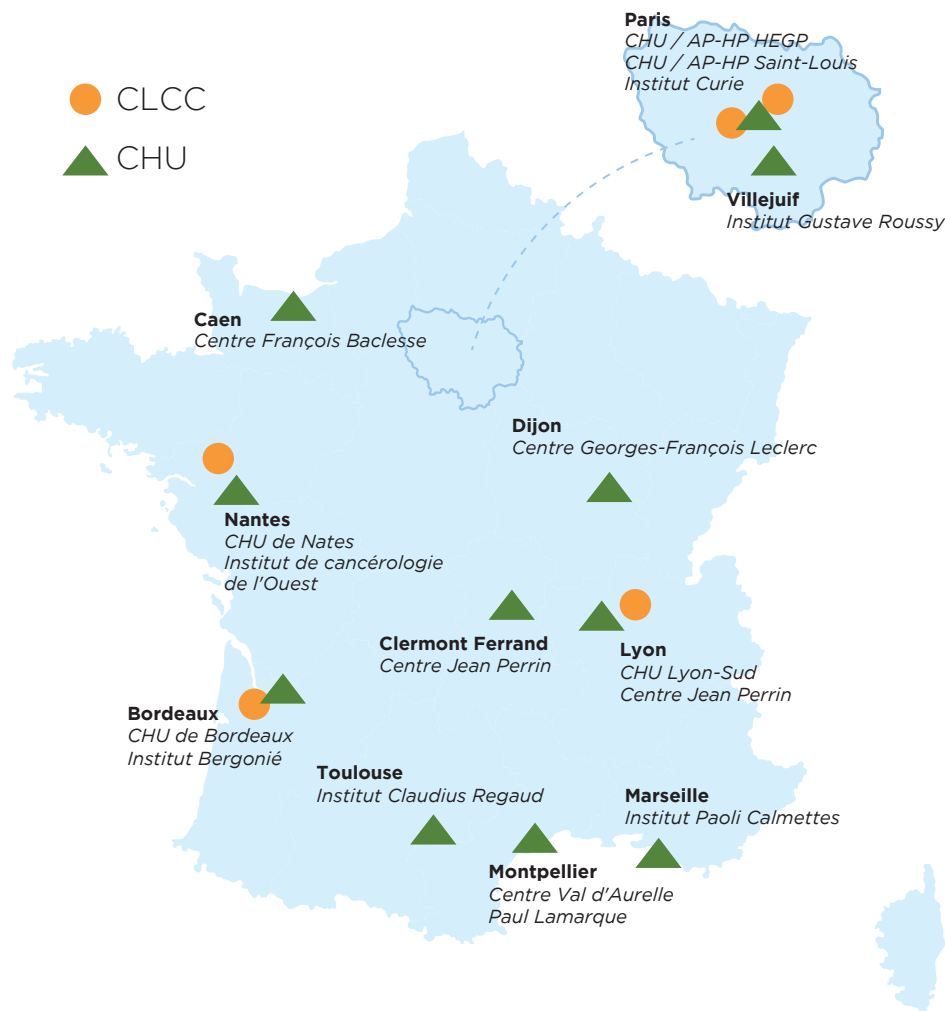 Paris
CHU / AP-HP HEGP
CHU / AP-HP Saint-Louis
Institut Curie
CLCC
CHU
Villejuif
Institut Gustave Roussy
Caen
Centre François Baclesse
Dijon
Centre Georges-François Leclerc
Nantes
CHU de Nates
Institut de cancérologie
de l'Ouest
Clermont Ferrand
Centre Jean Perrin
Lyon
CHU Lyon-Sud
Centre Jean Perrin
Bordeaux
CHU de Bordeaux
Institut Bergonié
Toulouse
Institut Claudius Regaud
Marseille
Institut Paoli Calmettes
Montpellier
Centre Val d'Aurelle
Paul Lamarque